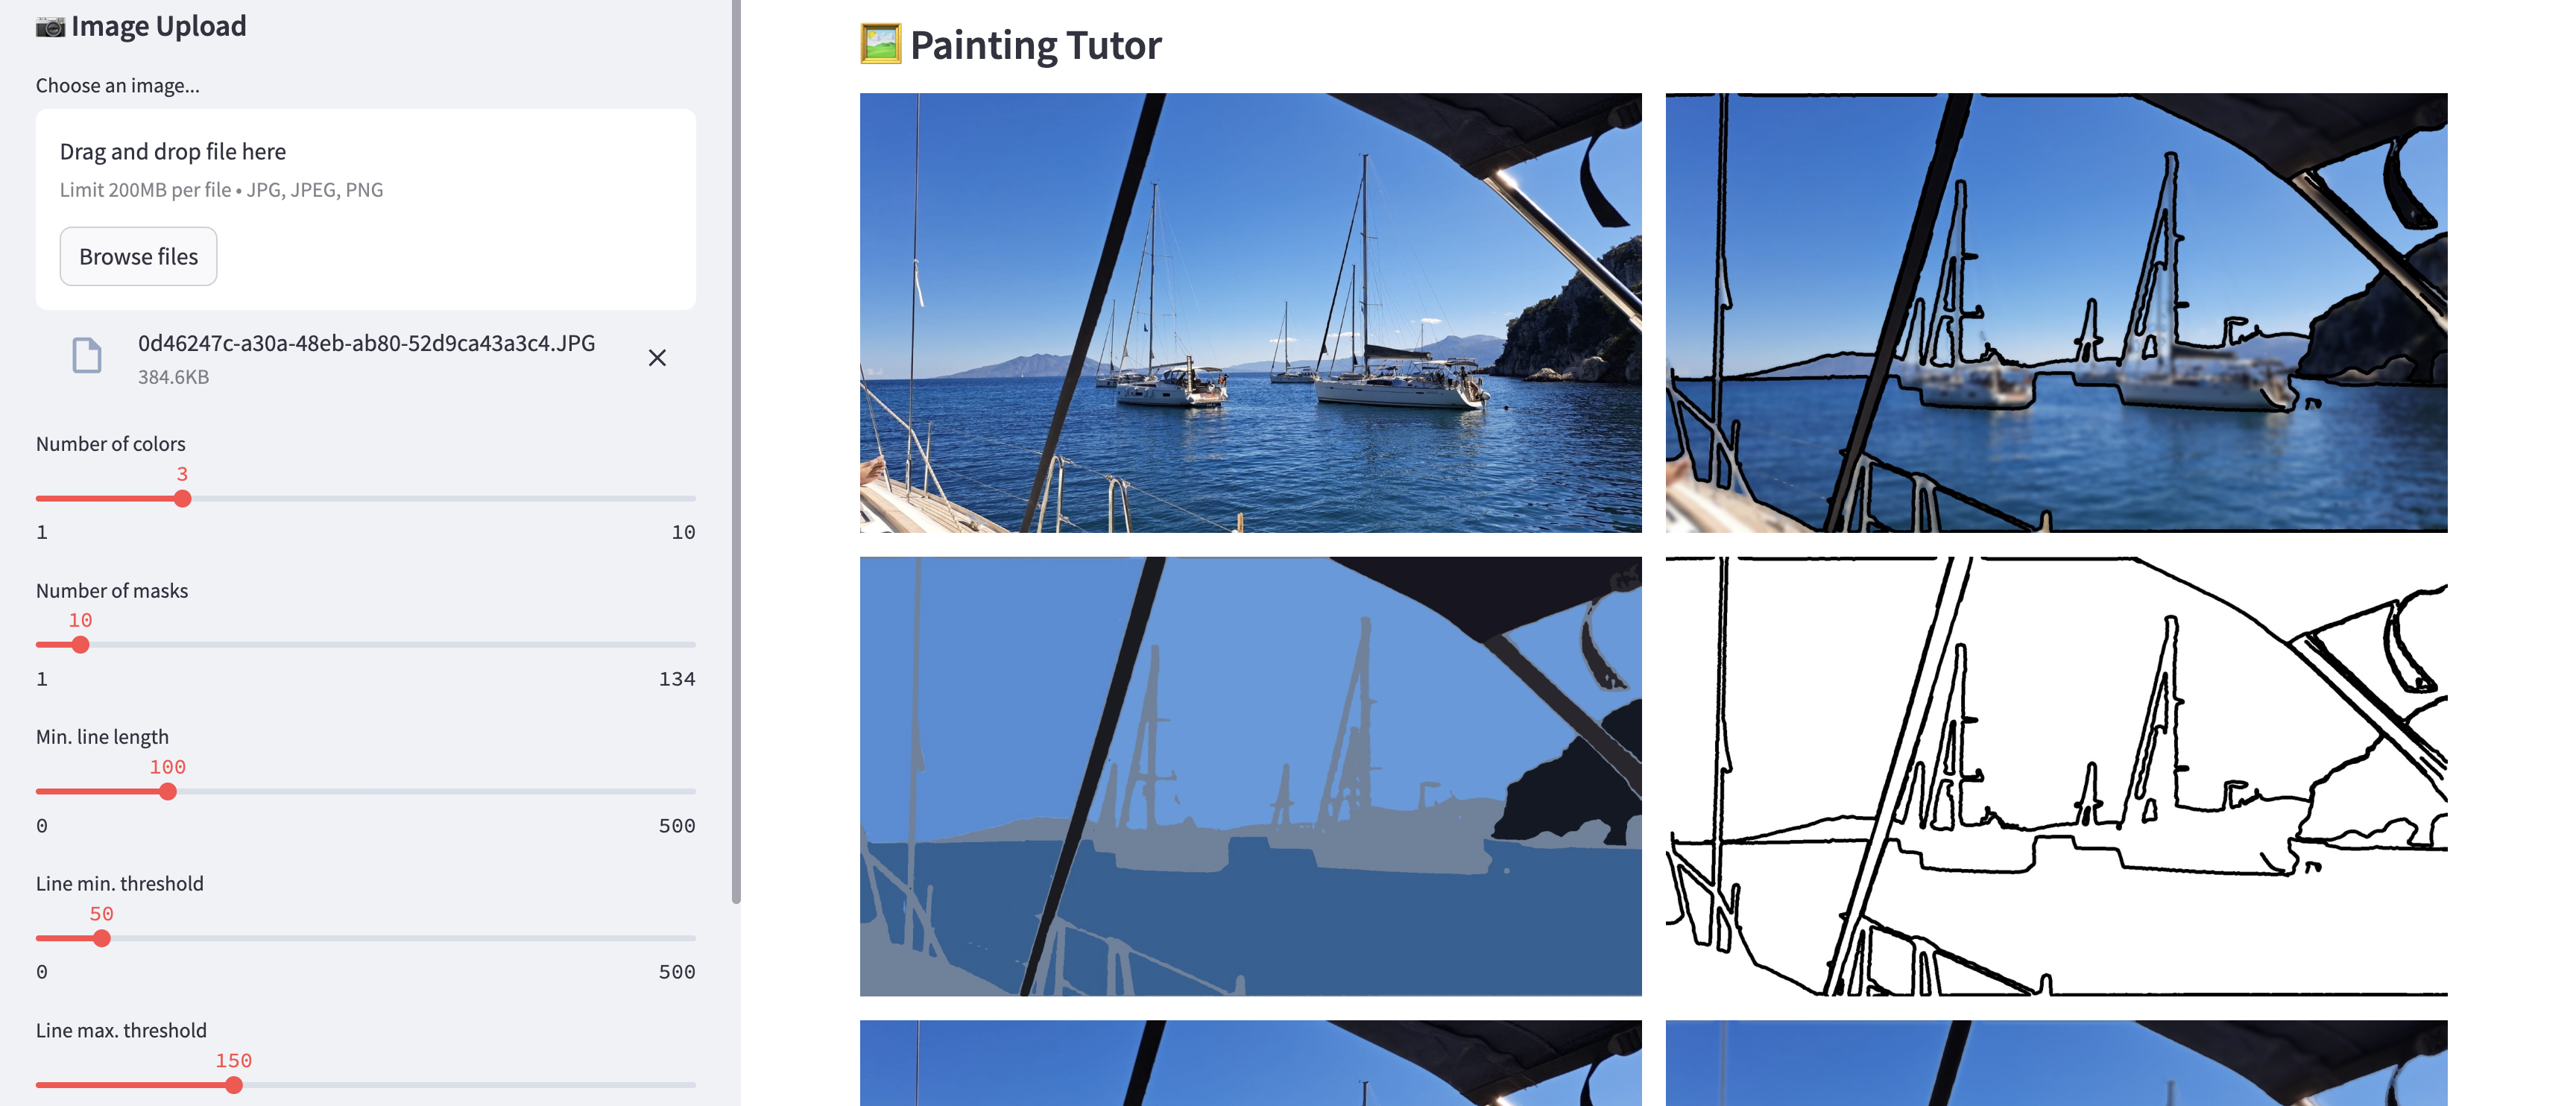 Image Upload
Choose an image...
Drag and drop file here
Limit 200MB per file • JPG, JPEG, PNG
Browse files
0d46247c-a30a-48eb-ab80-52d9ca43a3c4.JPG
384.6KB
Number of colors
3
1 10
Number of masks
10
1 134
Min. line length
100
0 500
Line min. threshold
50
0 500
Line max. threshold
150
Painting Tutor